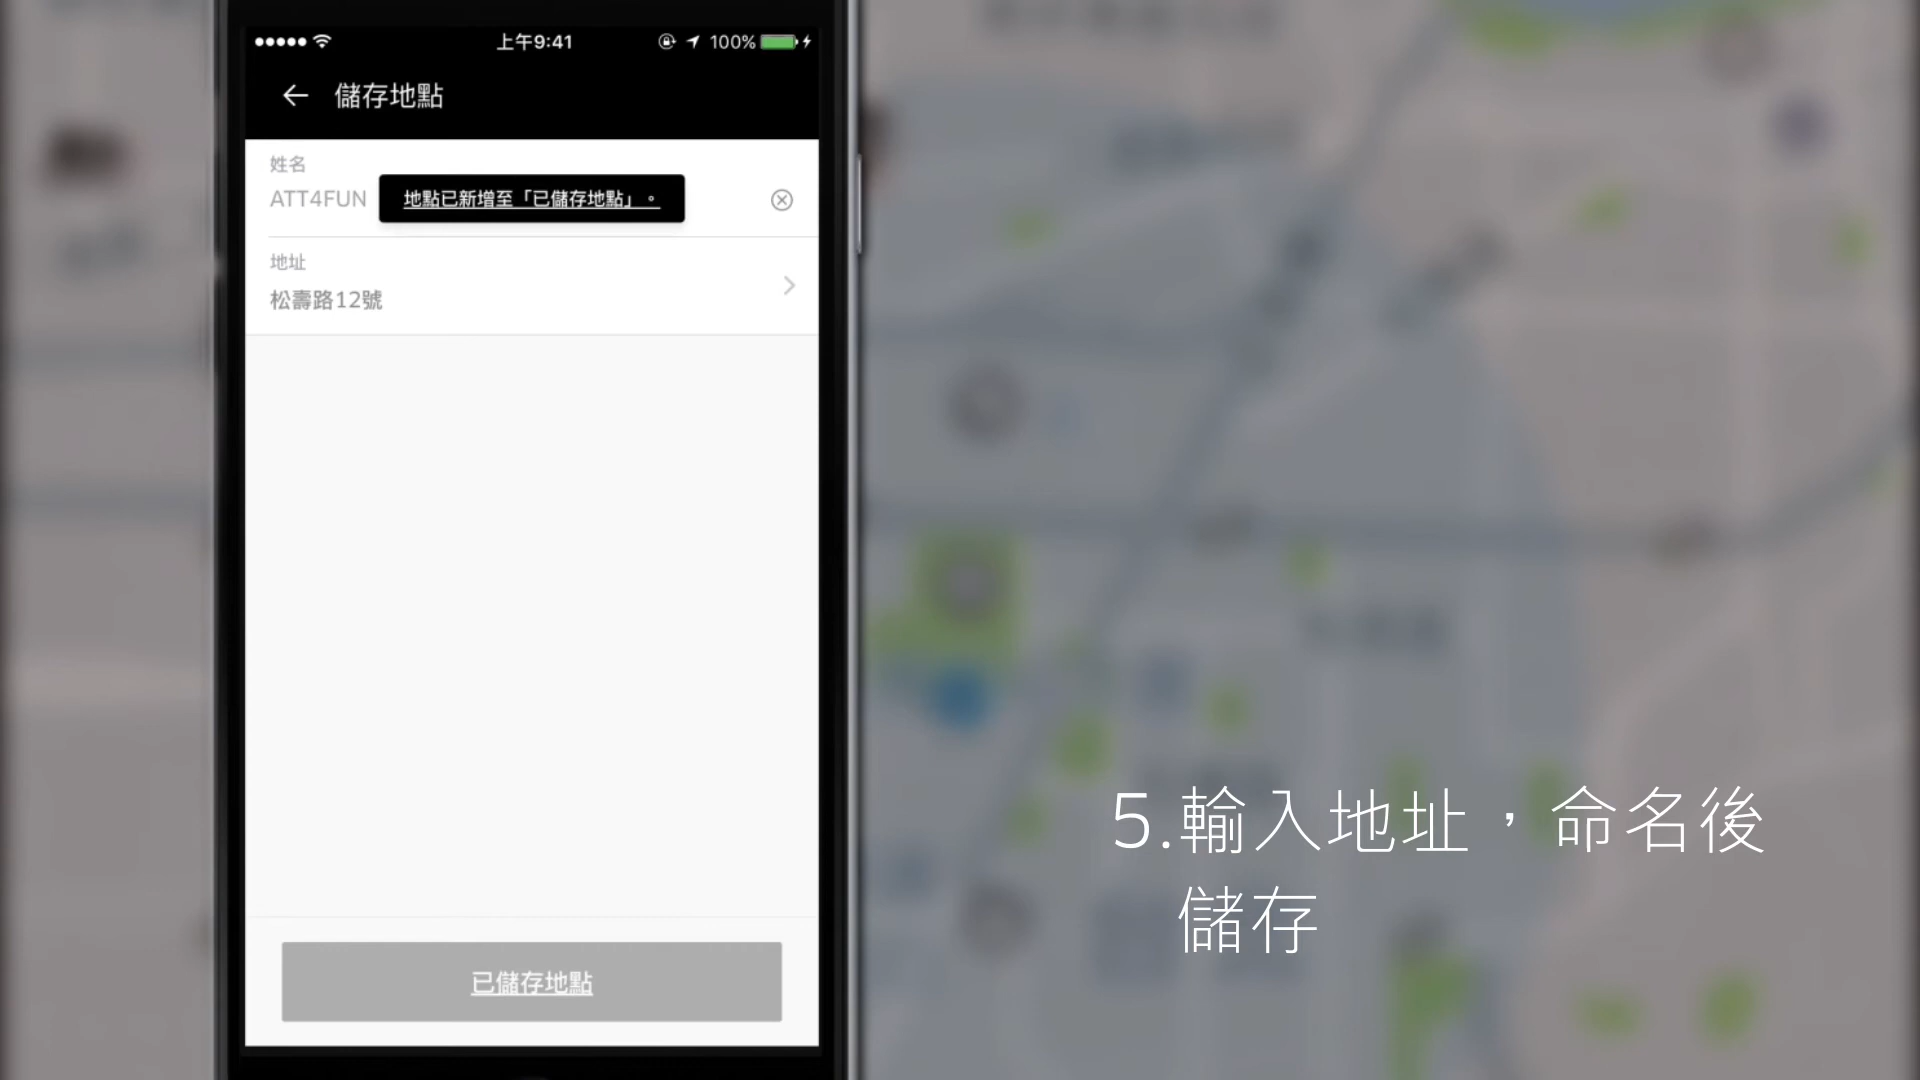 上午9:41
100%
儲存地點
姓名
ATT4FUN
地點已新增至「已儲存地點」。
地址
松壽路12號
已儲存地點
5.輸入地址，命名後
儲存